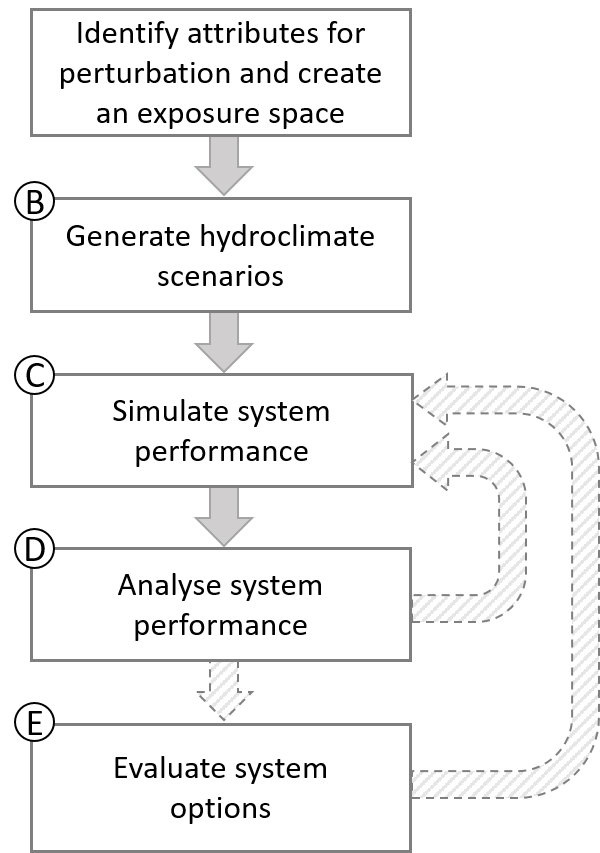 Identify attributes for
perturbation and create
an exposure space
B
Generate hydroclimate
scenarios
C
Simulate system
performance
D
Analyse system
performance
E
Evaluate system
options